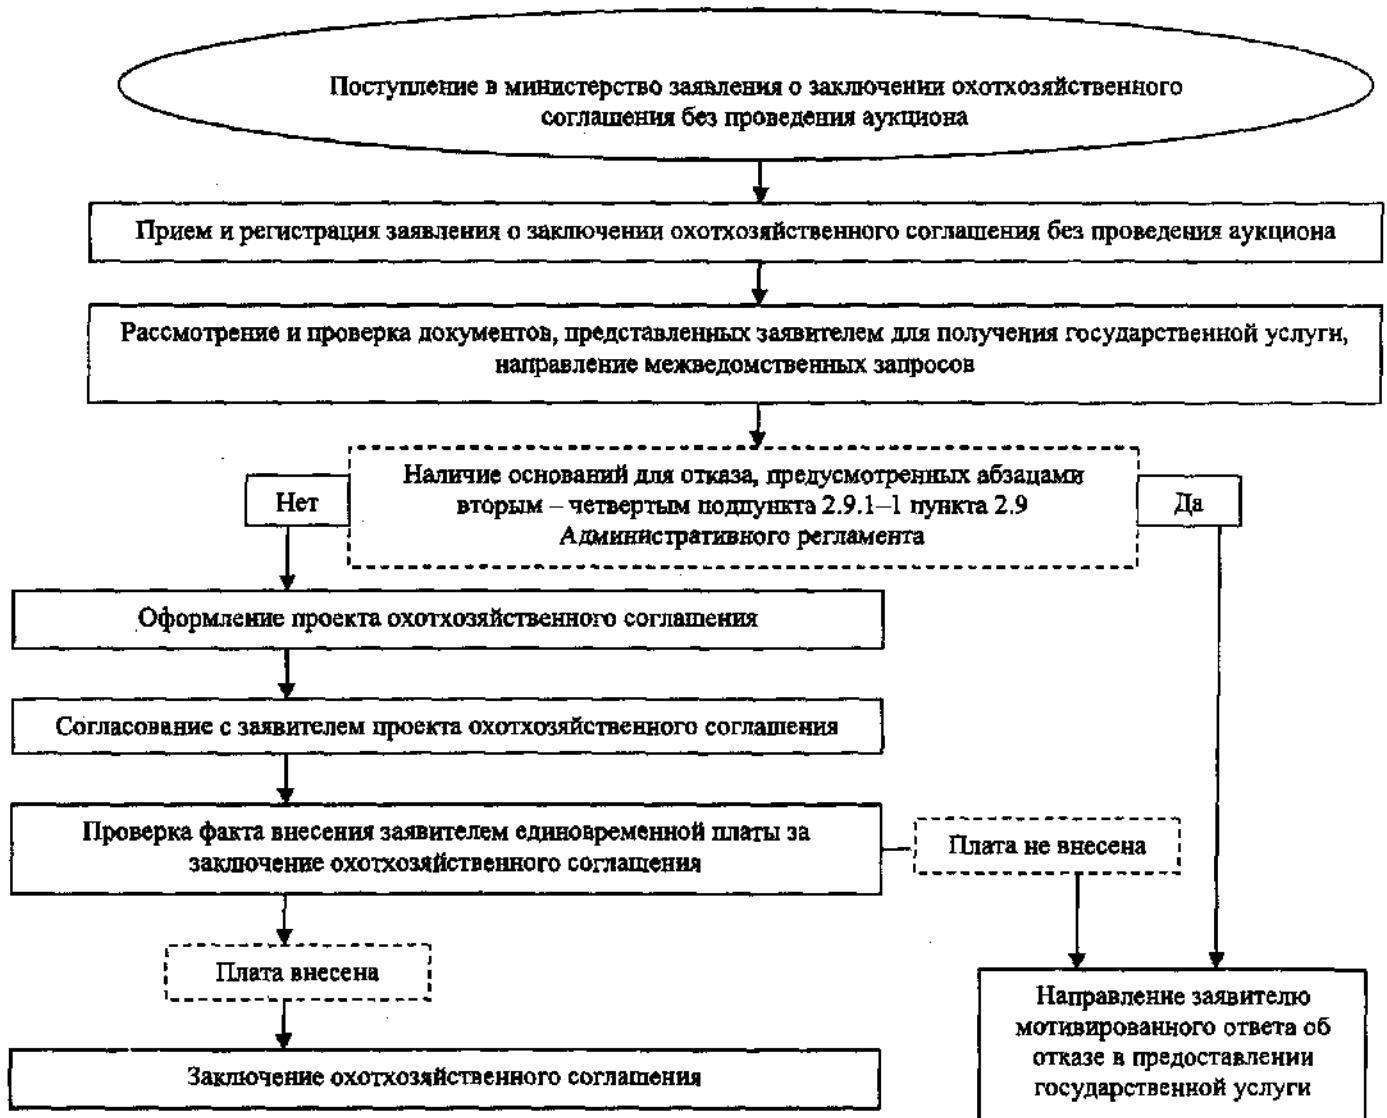 Поступление в министерство заявления о заключении охотхозяйственного
соглашения без проведения аукциона
Прием и регистрация заявления о заключении охотхозяйственного соглашения без проведения аукциона
Рассмотрение и проверка документов, представленных заявителем для получения государственной услуги,
направление межведомственных запросов
Наличие оснований для отказа, предусмотренных абзацами
вторым – четвертым подпункта 2.9.1–1 пункта 2.9
Административного регламента
Нет
Да
Оформление проекта охотхозяйственного соглашения
Согласование с заявителем проекта охотхозяйственного соглашения
Проверка факта внесения заявителем единовременной платы за
заключение охотхозяйственного соглашения
Плата не внесена
Плата внесена
Заключение охотхозяйственного соглашения
Направление заявителю
мотивированного ответа об
отказе в предоставлении
государственной услуги